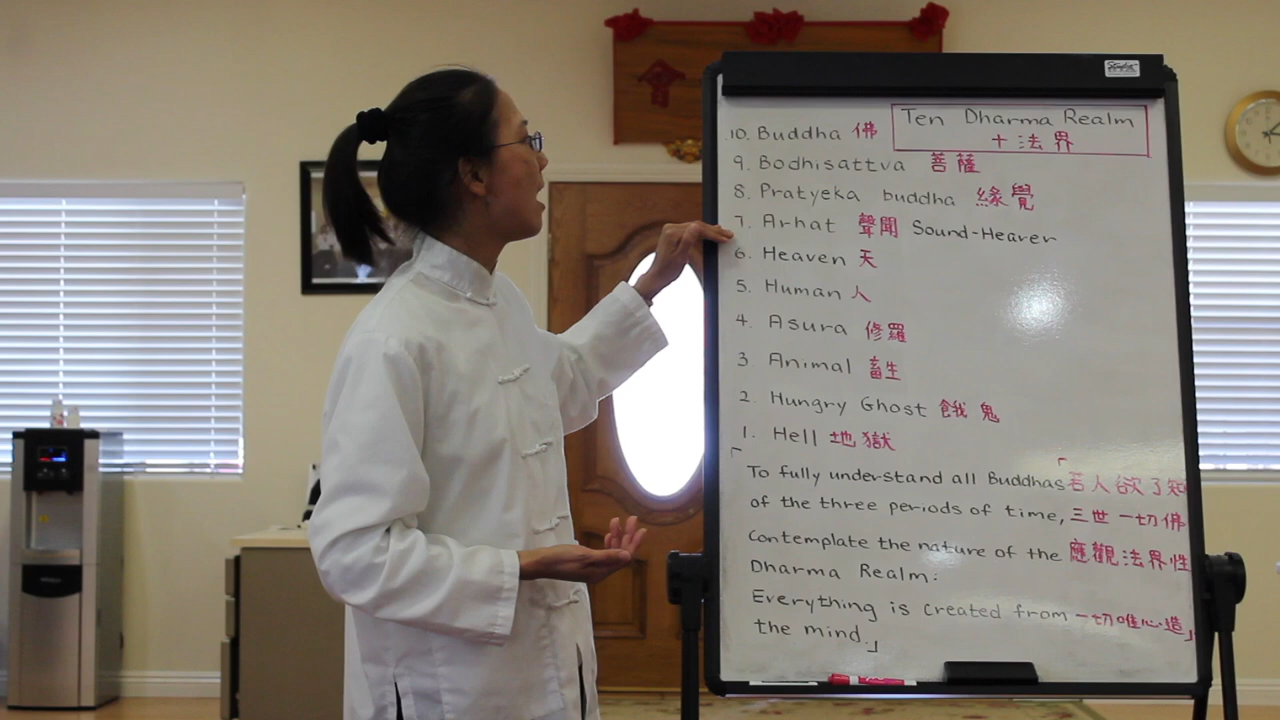 Ten Dharma Realm
十法界
10. Buddha 佛
9. Bodhisattva 菩薩
8. Pratyeka buddha 緣覺
7. Arhat 聲聞 Sound-Hearer
6. Heaven 天
5. Human 人
4. Asura 修羅
3 Animal 畜生
2. Hungry Ghost 餓鬼
1. Hell 地獄
「To fully understand all Buddhas「若人欲了知
of the three periods of time, 三世一切佛
Contemplate the nature of the 應觀法界性
Dharma Realm:
Everything is created from 一切唯心造」
the mind.」